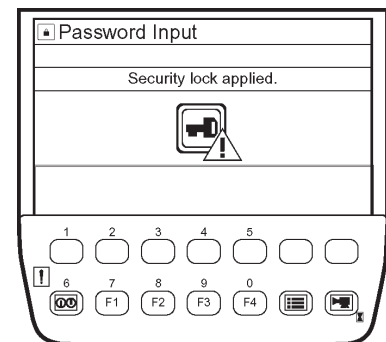 Password Input
Security lock applied.
!
1 2 3 4 5
!
6 7 8 9 0
F1 F2 F3 F4